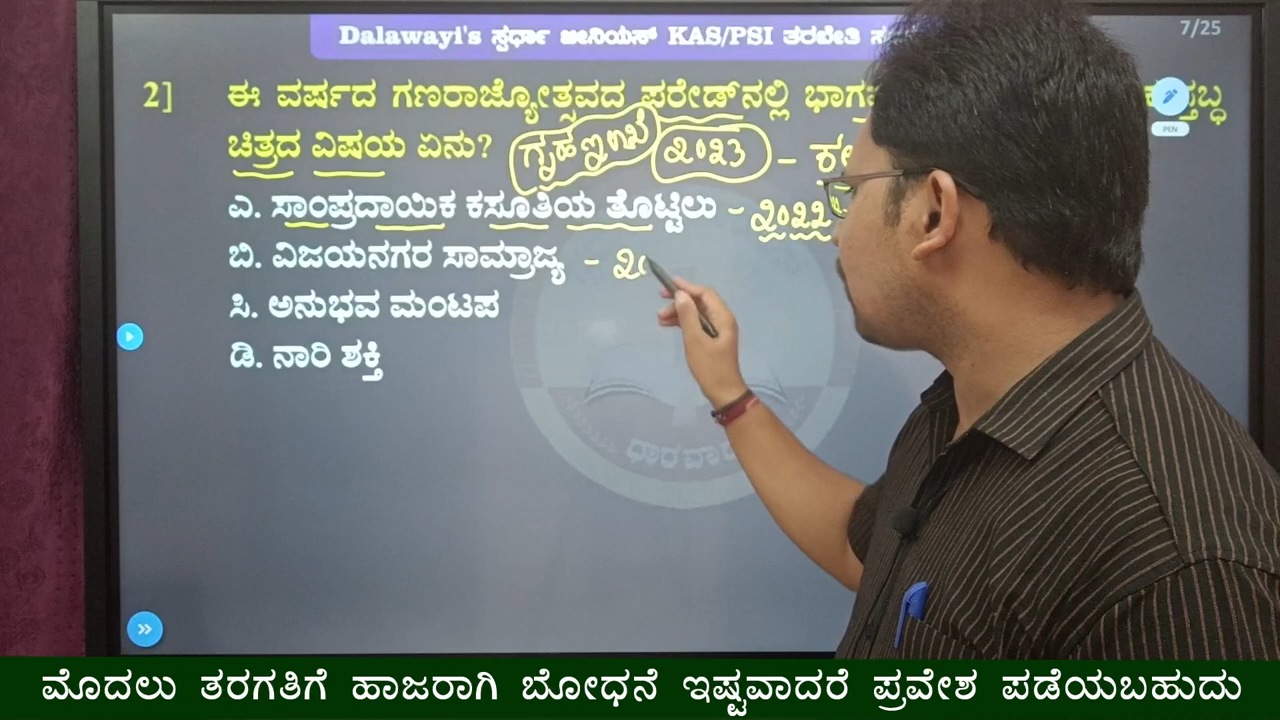 Dalawayi's ಸ್ಪರ್ಧಾ ಜೀನಿಯಸ್ KAS/PSI ತರಬೇತಿ
7/25
2] ಈ ವರ್ಷದ ಗಣರಾಜ್ಯೋತ್ಸವದ ಪರೇಡ್‌ನಲ್ಲಿ
PEN
ಚಿತ್ರದ ವಿಷಯ ಏನು? ಗೃಹ ಇಲಾಖೆ ೨೦೨೩ -
ಎ. ಸಾಂಪ್ರದಾಯಿಕ ಕಸೂತಿಯ ತೊಟ್ಟಿಲು - ೨೦೨೨
ಬಿ. ವಿಜಯನಗರ ಸಾಮ್ರಾಜ್ಯ - ೨೦
ಸಿ. ಅನುಭವ ಮಂಟಪ
ಡಿ. ನಾರಿ ಶಕ್ತಿ
ಮೊದಲು ತರಗತಿಗೆ ಹಾಜರಾಗಿ ಬೋಧನೆ ಇಷ್ಟವಾದರೆ ಪ್ರವೇಶ ಪಡೆಯಬಹುದು